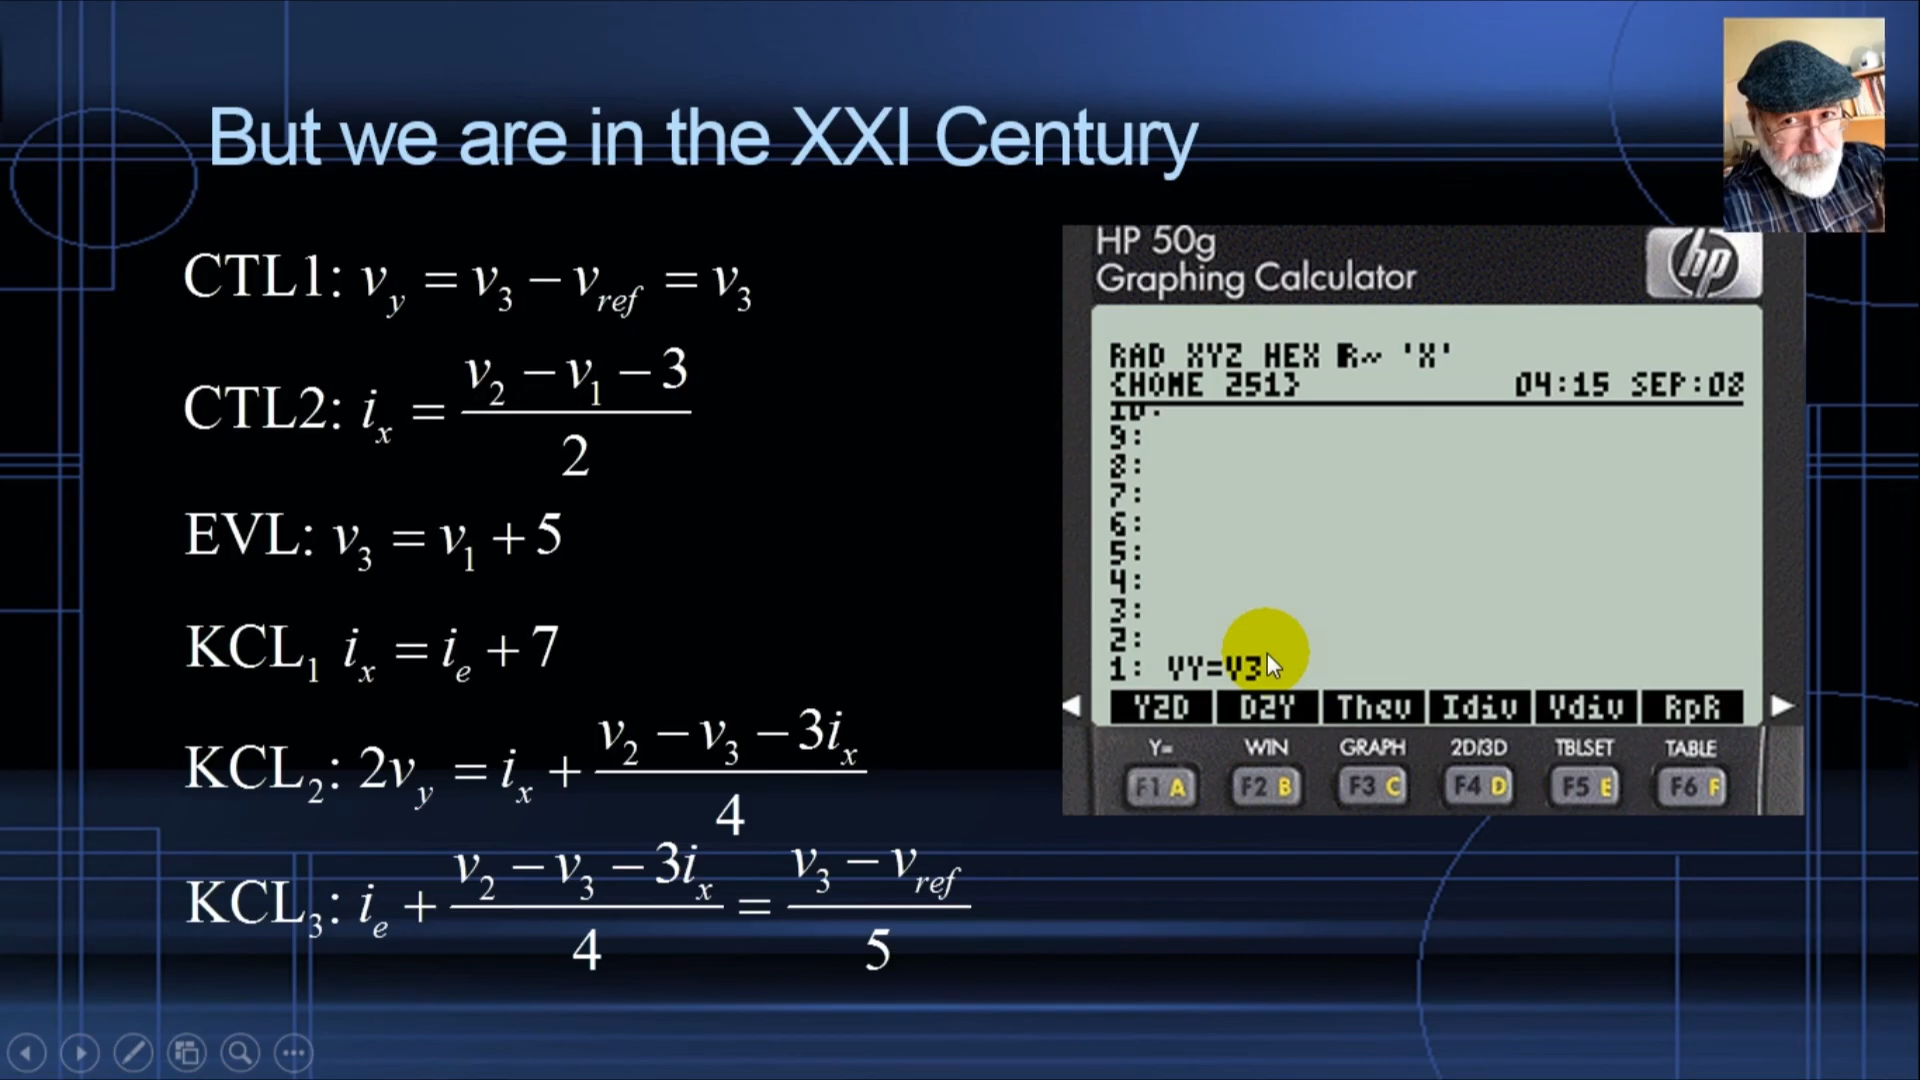 But we are in the XXI Century
CTL1: v_y = v_3 − v_ref = v_3
CTL2: i_x = (v_2 − v_1 − 3)/2
EVL: v_3 = v_1 + 5
KCL_1 i_x = i_e + 7
KCL_2: 2v_y = i_x + (v_2 − v_3 − 3i_x)/4
KCL_3: i_e + (v_2 − v_3 − 3i_x)/4 = (v_3 − v_ref)/5
HP 50g
Graphing Calculator
hp
RAD XYZ HEX R~ 'X'
{HOME 251} 04:15 SEP:08
10:
9:
8:
7:
6:
5:
4:
3:
2:
1: VY=V3
Y2D D2Y Thev Idiv Vdiv RpR
Y= WIN GRAPH 2D/3D TBLSET TABLE
F1 A F2 B F3 C F4 D F5 E F6 F